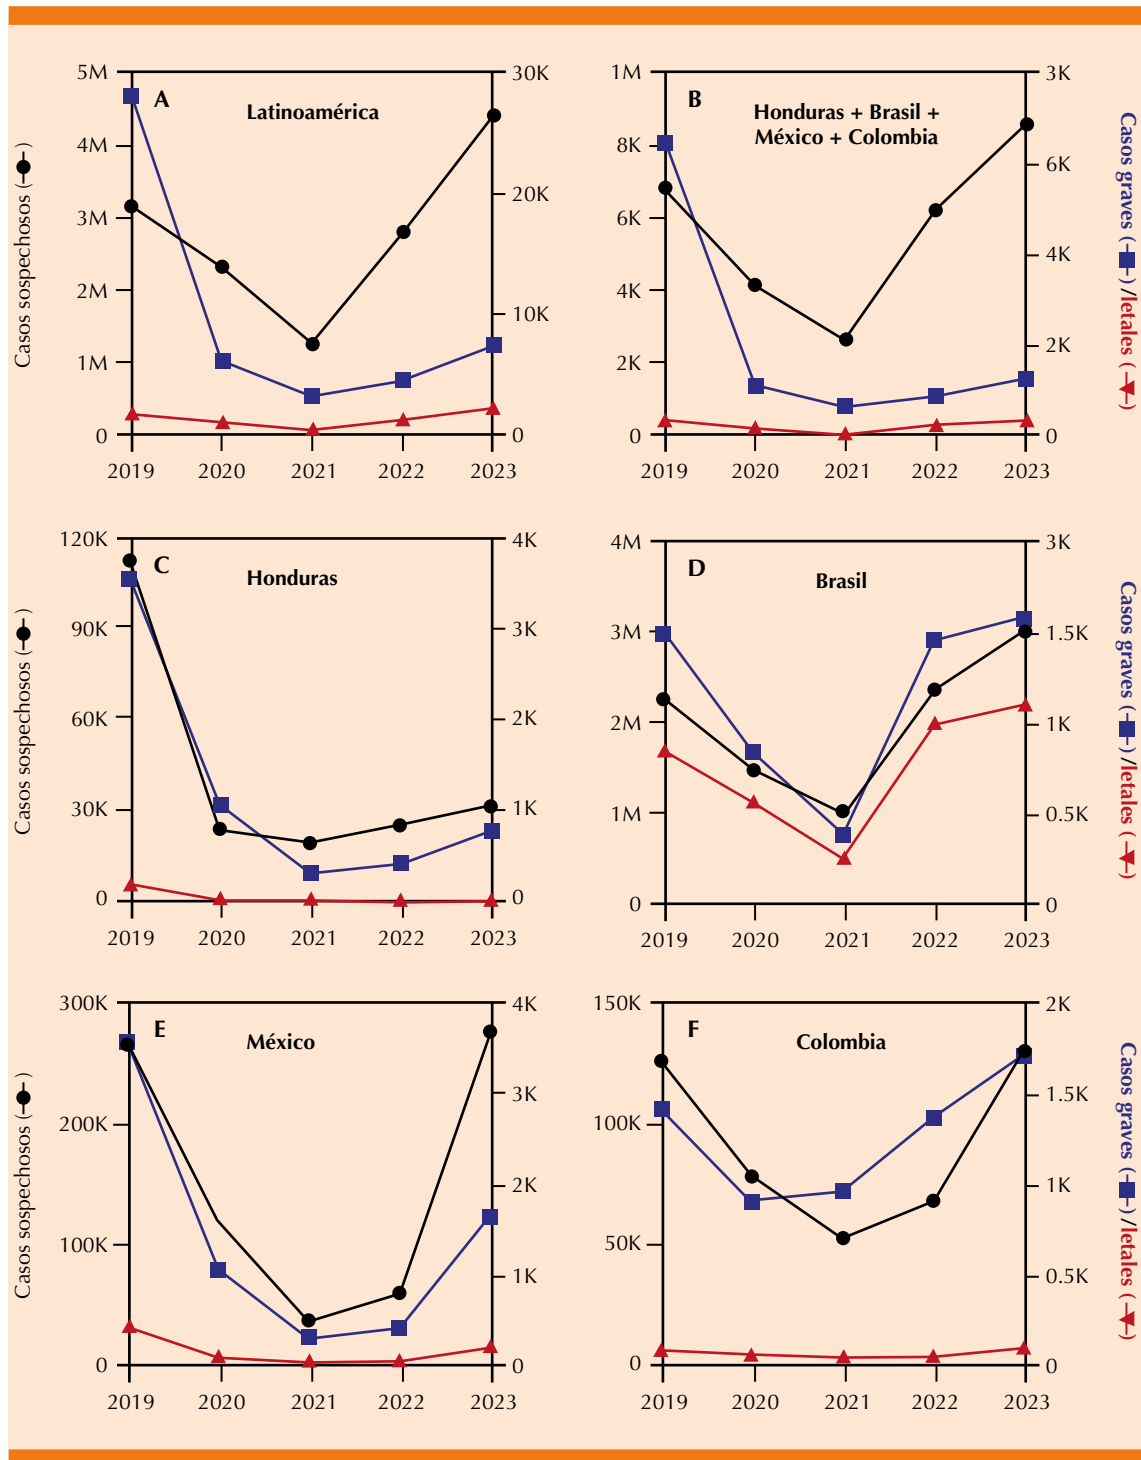 A
Latinoamérica
5M
4M
3M
2M
1M
0
30K
20K
10K
0
2019 2020 2021 2022 2023
Casos sospechosos (●)
B
Honduras + Brasil +
México + Colombia
1M
8K
6K
4K
2K
0
3K
6K
4K
2K
0
2019 2020 2021 2022 2023
Casos graves (■) /letales (▲)
C
Honduras
120K
90K
60K
30K
0
4K
3K
2K
1K
0
2019 2020 2021 2022 2023
Casos sospechosos (●)
D
Brasil
4M
3M
2M
1M
0
3K
1.5K
1K
0.5K
0
2019 2020 2021 2022 2023
Casos graves (■) /letales (▲)
E
México
300K
200K
100K
0
4K
3K
2K
1K
0
2019 2020 2021 2022 2023
Casos sospechosos (●)
F
Colombia
150K
100K
50K
0
2K
1.5K
1K
0.5K
0
2019 2020 2021 2022 2023
Casos graves (■) /letales (▲)